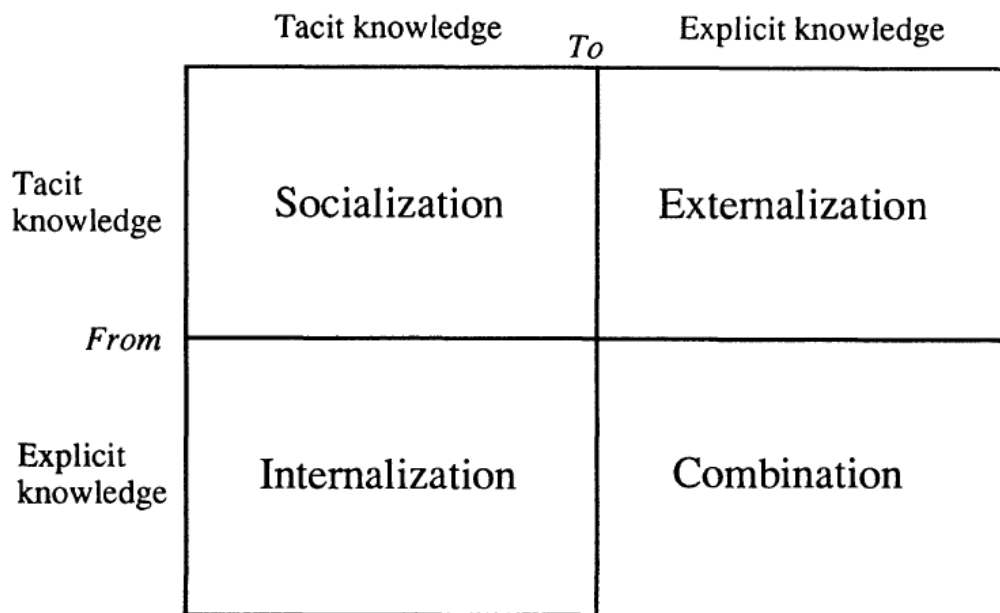 Tacit knowledge
To
Explicit knowledge
Tacit
knowledge
Socialization
Externalization
From
Explicit
knowledge
Internalization
Combination